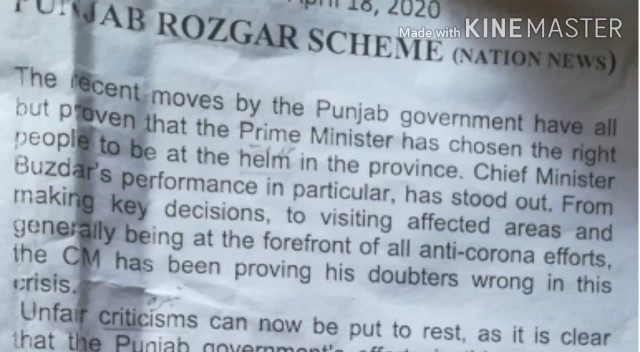 April 18, 2020
Made with KINEMASTER
PUNJAB ROZGAR SCHEME (NATION NEWS)
The recent moves by the Punjab government have all
but proven that the Prime Minister has chosen the right
people to be at the helm in the province. Chief Minister
Buzdar's performance in particular, has stood out. From
making key decisions, to visiting affected areas and
generally being at the forefront of all anti-corona efforts,
the CM has been proving his doubters wrong in this
crisis.
Unfair criticisms can now be put to rest, as it is clear
that the Punjab government's